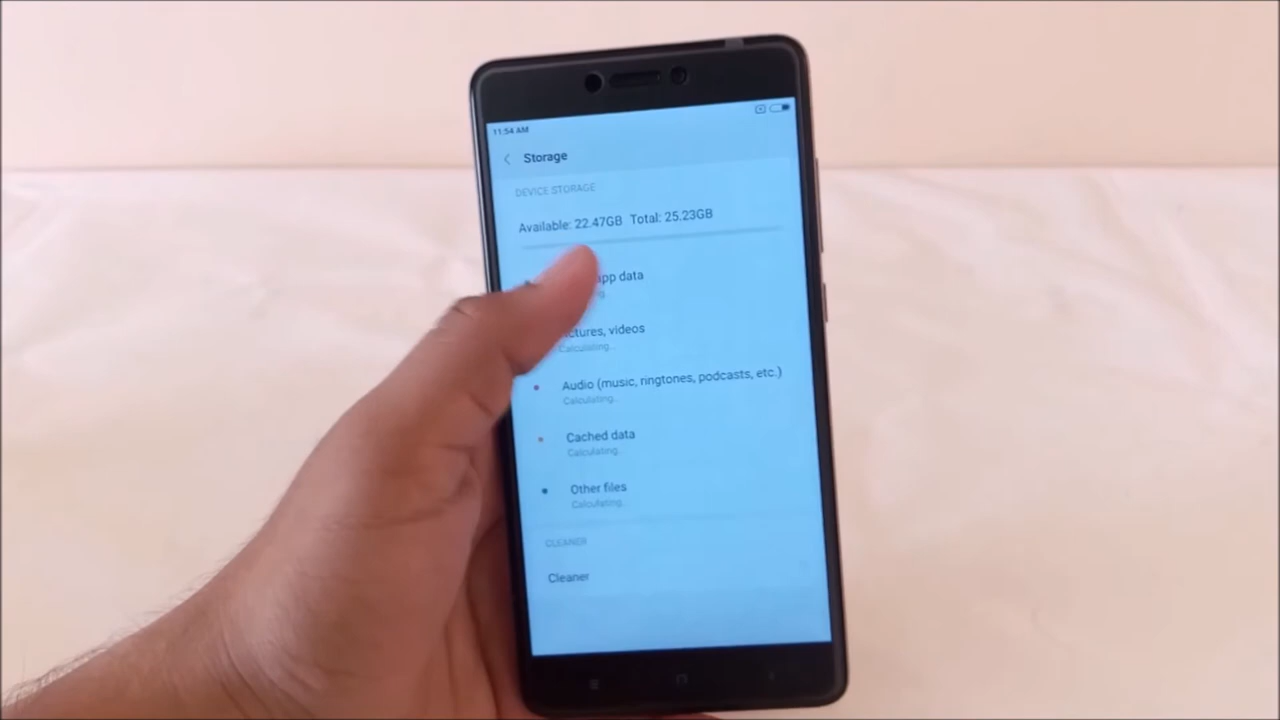 11:54 AM
Storage
DEVICE STORAGE
Available: 22.47GB Total: 25.23GB
app data
videos
Calculating...
Audio (music, ringtones, podcasts, etc.)
Calculating...
Cached data
Calculating...
Other files
Calculating...
CLEANER
Cleaner